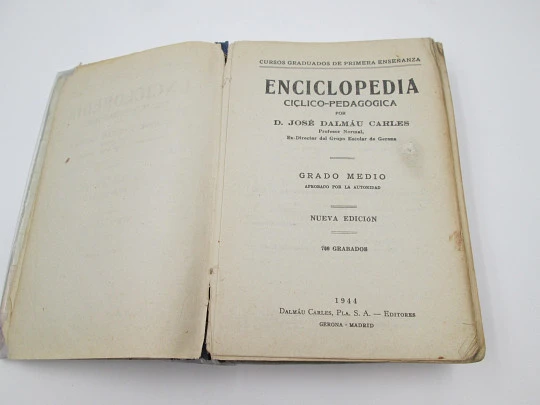 CURSOS GRADUADOS DE PRIMERA ENSEÑANZA
ENCICLOPEDIA
CÍCLICO-PEDAGÓGICA
POR
D. JOSÉ DALMÁU CARLES
Profesor Normal,
Ex Director del Grupo Escolar de Gerona
GRADO MEDIO
APROBADO POR LA AUTORIDAD
NUEVA EDICIÓN
GRABADOS
1944
DALMÁU CARLES, PLA. S. A. — EDITORES
GERONA - MADRID